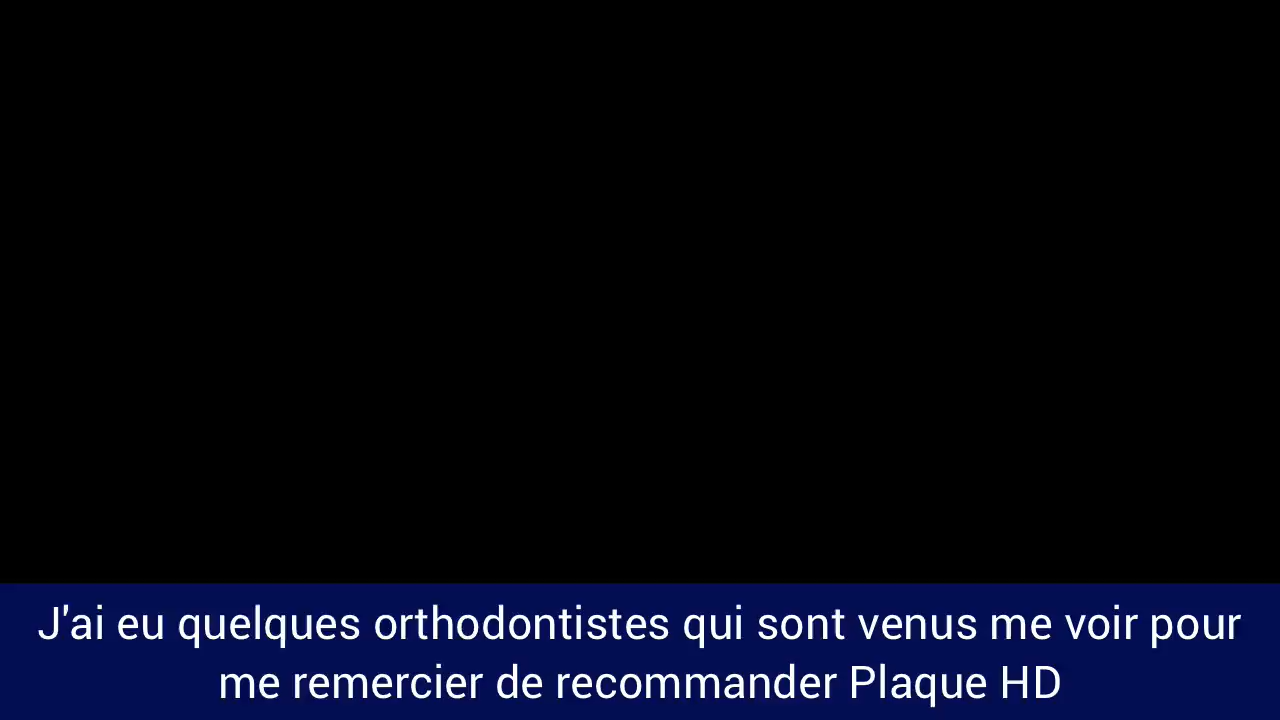 J'ai eu quelques orthodontistes qui sont venus me voir pour
me remercier de recommander Plaque HD